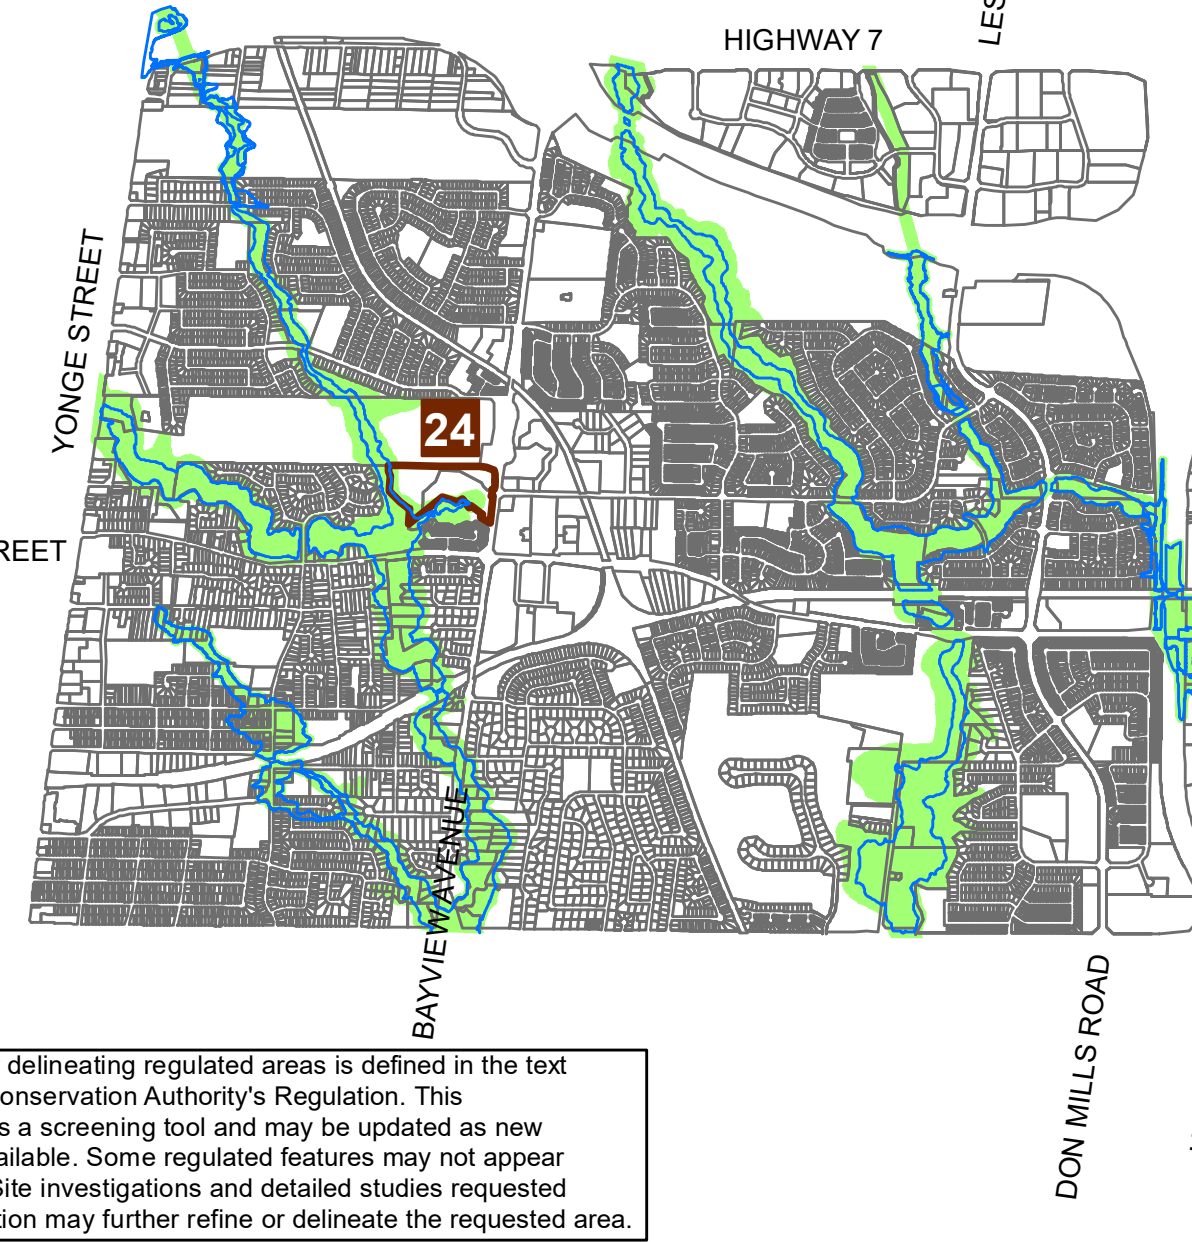 HIGHWAY 7
LES
YONGE STREET
24
REET
BAYVIEW AVENUE
DON MILLS ROAD
delineating regulated areas is defined in the text
onservation Authority's Regulation. This
s a screening tool and may be updated as new
ailable. Some regulated features may not appear
Site investigations and detailed studies requested
tion may further refine or delineate the requested area.